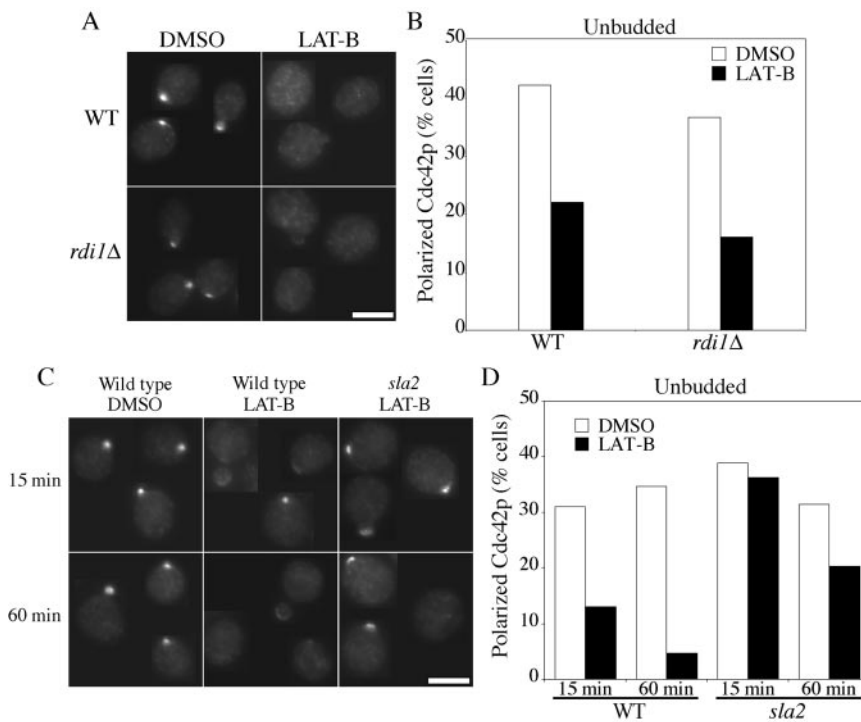 A
DMSO LAT-B
WT
rdi1Δ
B
Unbudded
DMSO
LAT-B
Polarized Cdc42p (% cells)
50
40
30
20
10
0
WT rdi1Δ
C
Wild type DMSO
Wild type LAT-B
sla2 LAT-B
15 min
60 min
D
Unbudded
DMSO
LAT-B
Polarized Cdc42p (% cells)
50
40
30
20
10
0
15 min 60 min 15 min 60 min
WT sla2